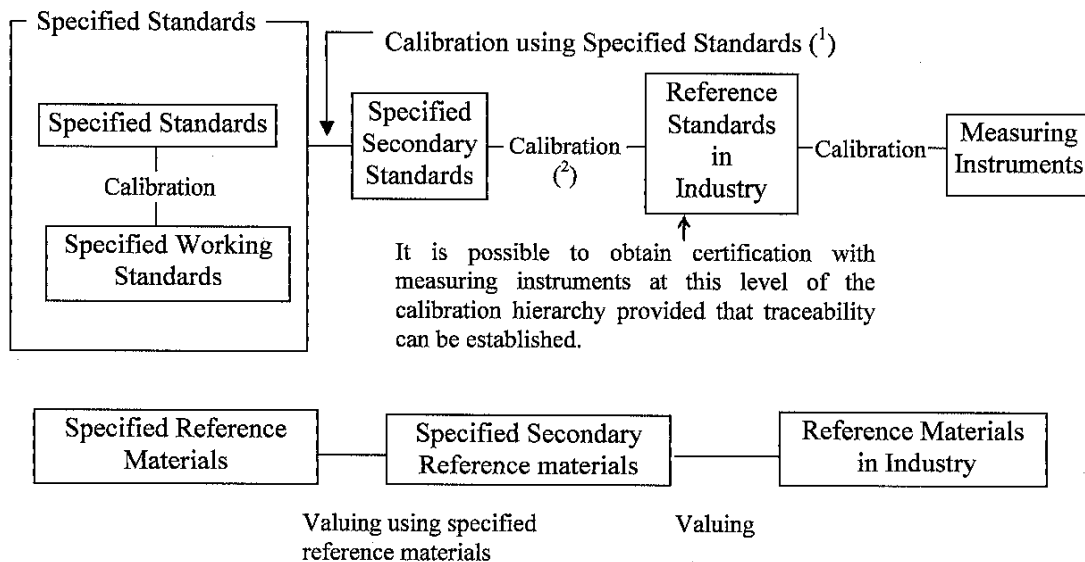 Specified Standards
Calibration using Specified Standards (¹)
Specified Standards
Calibration
Specified Working
Standards
Specified
Secondary
Standards
Calibration
(²)
Reference
Standards
in
Industry
Calibration
Measuring
Instruments
It is possible to obtain certification with
measuring instruments at this level of the
calibration hierarchy provided that traceability
can be established.
Specified Reference
Materials
Specified Secondary
Reference materials
Reference Materials
in Industry
Valuing using specified
reference materials
Valuing